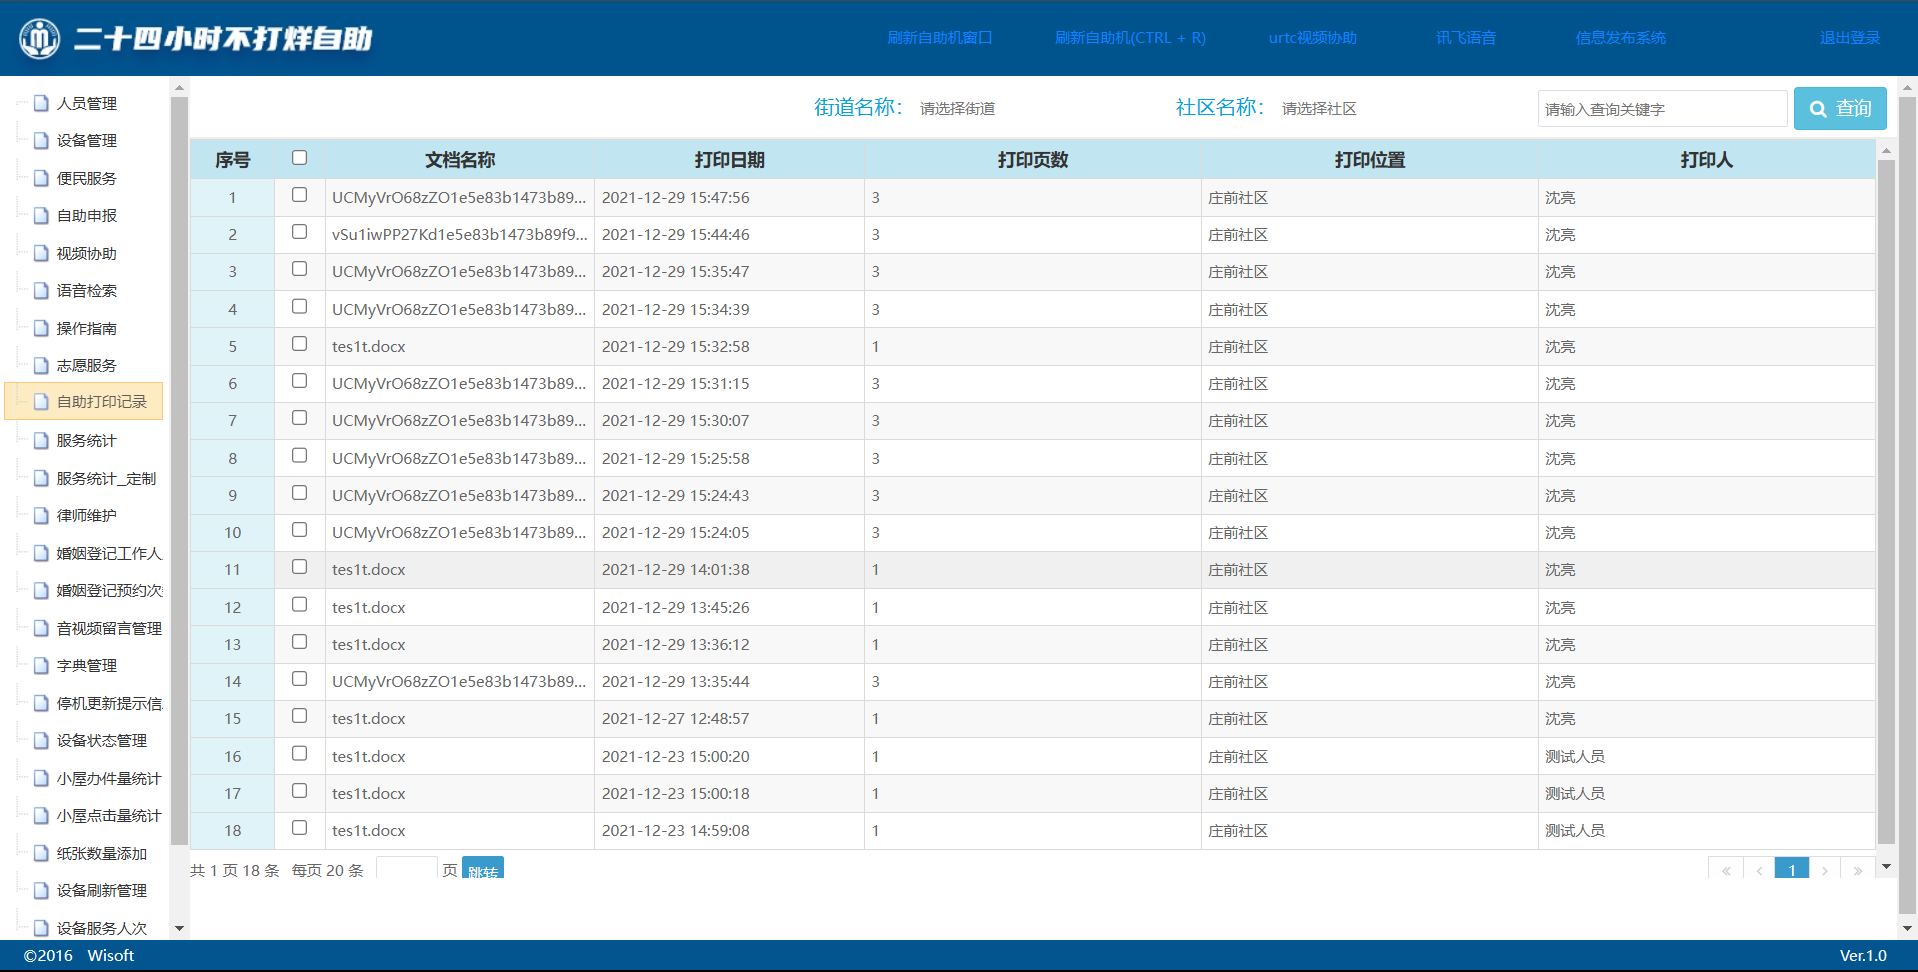 二十四小时不打烊自助
刷新自助机窗口 刷新自助机(CTRL + R) urtc视频协助 讯飞语音 信息发布系统 退出登录
人员管理
设备管理
便民服务
自助申报
视频协助
语音检索
操作指南
志愿服务
自助打印记录
服务统计
服务统计_定制
律师维护
婚姻登记工作人
婚姻登记预约次
音视频留言管理
字典管理
停机更新提示信
设备状态管理
小屋办件量统计
小屋点击量统计
纸张数量添加
设备刷新管理
设备服务人次
街道名称： 请选择街道 社区名称： 请选择社区 请输入查询关键字 查询
序号 文档名称 打印日期 打印页数 打印位置 打印人
1 UCMyVrO68zZO1e5e83b1473b89... 2021-12-29 15:47:56 3 庄前社区 沈亮
2 vSu1iwPP27Kd1e5e83b1473b89f9... 2021-12-29 15:44:46 3 庄前社区 沈亮
3 UCMyVrO68zZO1e5e83b1473b89... 2021-12-29 15:35:47 3 庄前社区 沈亮
4 UCMyVrO68zZO1e5e83b1473b89... 2021-12-29 15:34:39 3 庄前社区 沈亮
5 tes1t.docx 2021-12-29 15:32:58 1 庄前社区 沈亮
6 UCMyVrO68zZO1e5e83b1473b89... 2021-12-29 15:31:15 3 庄前社区 沈亮
7 UCMyVrO68zZO1e5e83b1473b89... 2021-12-29 15:30:07 3 庄前社区 沈亮
8 UCMyVrO68zZO1e5e83b1473b89... 2021-12-29 15:25:58 3 庄前社区 沈亮
9 UCMyVrO68zZO1e5e83b1473b89... 2021-12-29 15:24:43 3 庄前社区 沈亮
10 UCMyVrO68zZO1e5e83b1473b89... 2021-12-29 15:24:05 3 庄前社区 沈亮
11 tes1t.docx 2021-12-29 14:01:38 1 庄前社区 沈亮
12 tes1t.docx 2021-12-29 13:45:26 1 庄前社区 沈亮
13 tes1t.docx 2021-12-29 13:36:12 1 庄前社区 沈亮
14 UCMyVrO68zZO1e5e83b1473b89... 2021-12-29 13:35:44 3 庄前社区 沈亮
15 tes1t.docx 2021-12-27 12:48:57 1 庄前社区 沈亮
16 tes1t.docx 2021-12-23 15:00:20 1 庄前社区 测试人员
17 tes1t.docx 2021-12-23 15:00:18 1 庄前社区 测试人员
18 tes1t.docx 2021-12-23 14:59:08 1 庄前社区 测试人员
共 1 页 18 条 每页 20 条 页 跳转 « ‹ 1 › »
©2016 Wisoft Ver.1.0